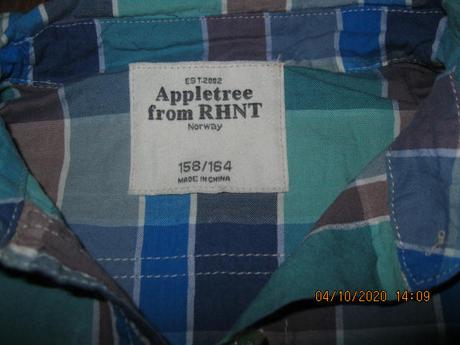 EST-2002
Appletree
from RHNT
Norway
158/164
MADE IN CHINA
04/10/2020 14:09